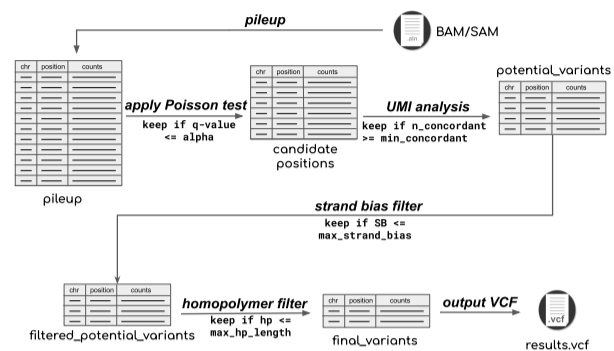 pileup
.aln
BAM/SAM
chr position counts
pileup
apply Poisson test
keep if q-value
<= alpha
chr position counts
candidate
positions
UMI analysis
keep if n_concordant
>= min_concordant
potential_variants
chr position counts
strand bias filter
keep if SB <=
max_strand_bias
chr position counts
filtered_potential_variants
homopolymer filter
keep if hp <=
max_hp_length
chr position counts
final_variants
output VCF
.vcf
results.vcf